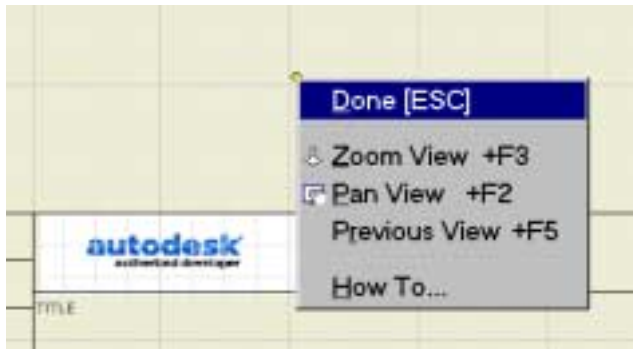 Done [ESC]
Zoom View +F3
Pan View +F2
Previous View +F5
How To...
autodesk
authorized developer
TITLE